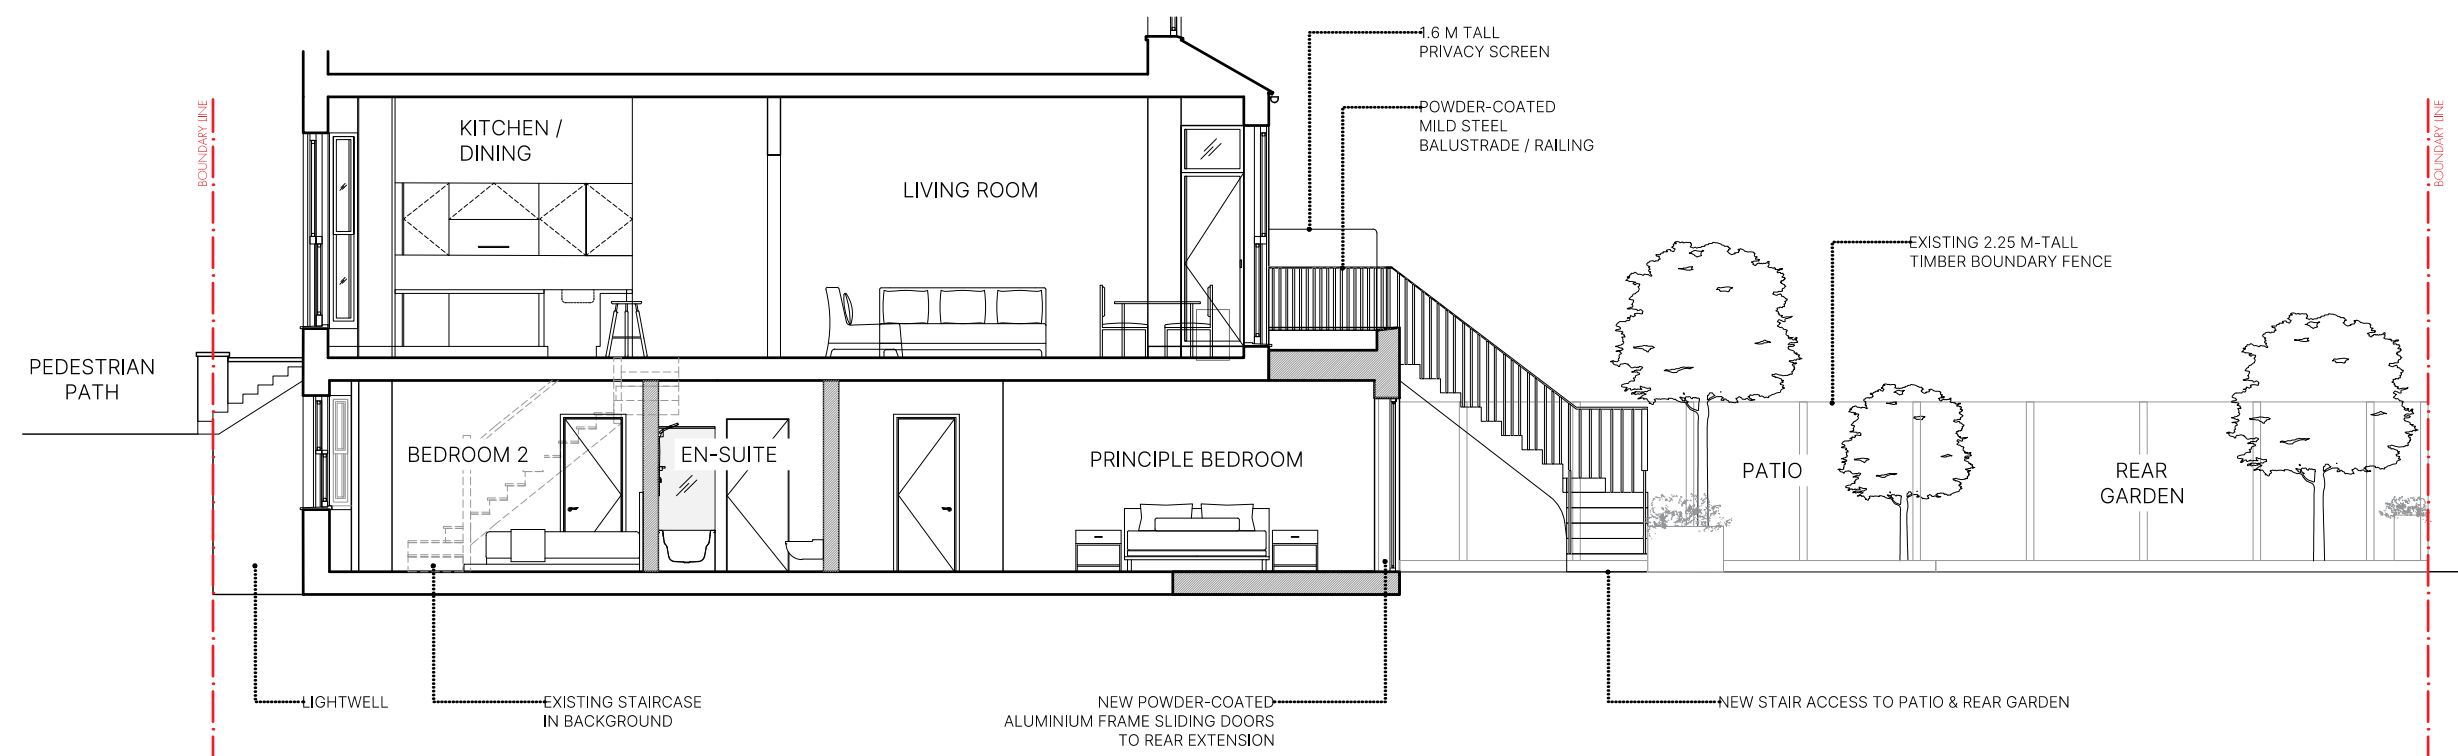 1.6 M TALL
PRIVACY SCREEN
POWDER-COATED
MILD STEEL
BALUSTRADE / RAILING
BOUNDARY LINE
KITCHEN /
DINING
LIVING ROOM
BOUNDARY LINE
EXISTING 2.25 M-TALL
TIMBER BOUNDARY FENCE
PEDESTRIAN
PATH
BEDROOM 2
EN-SUITE
PRINCIPLE BEDROOM
PATIO
REAR
GARDEN
LIGHTWELL
EXISTING STAIRCASE
IN BACKGROUND
NEW POWDER-COATED
ALUMINIUM FRAME SLIDING DOORS
TO REAR EXTENSION
NEW STAIR ACCESS TO PATIO & REAR GARDEN